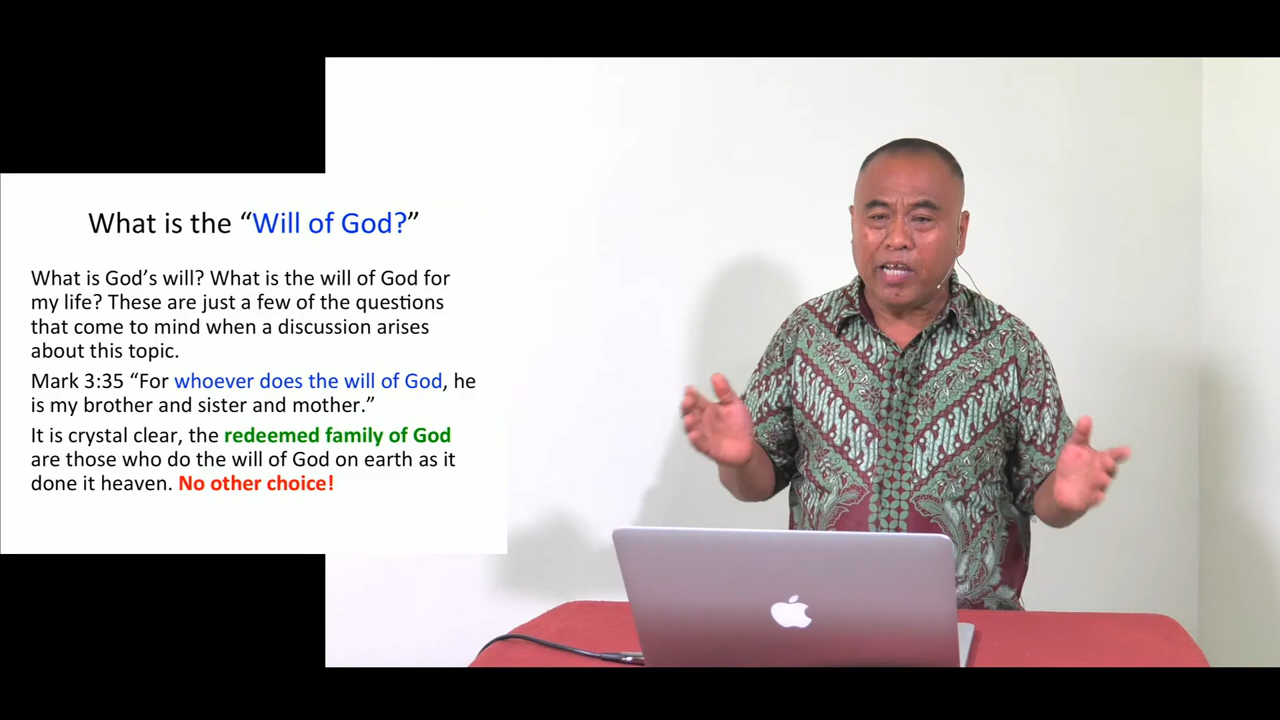 What is the “Will of God?”
What is God’s will? What is the will of God for
my life? These are just a few of the questions
that come to mind when a discussion arises
about this topic.
Mark 3:35 “For whoever does the will of God, he
is my brother and sister and mother.”
It is crystal clear, the redeemed family of God
are those who do the will of God on earth as it
done it heaven. No other choice!